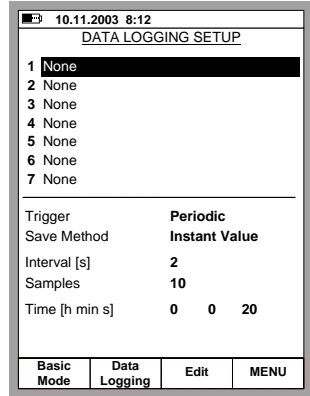 10.11.2003 8:12
DATA LOGGING SETUP
1 None
2 None
3 None
4 None
5 None
6 None
7 None
Trigger Periodic
Save Method Instant Value
Interval [s] 2
Samples 10
Time [h min s] 0 0 20
Basic Mode Data Logging Edit MENU